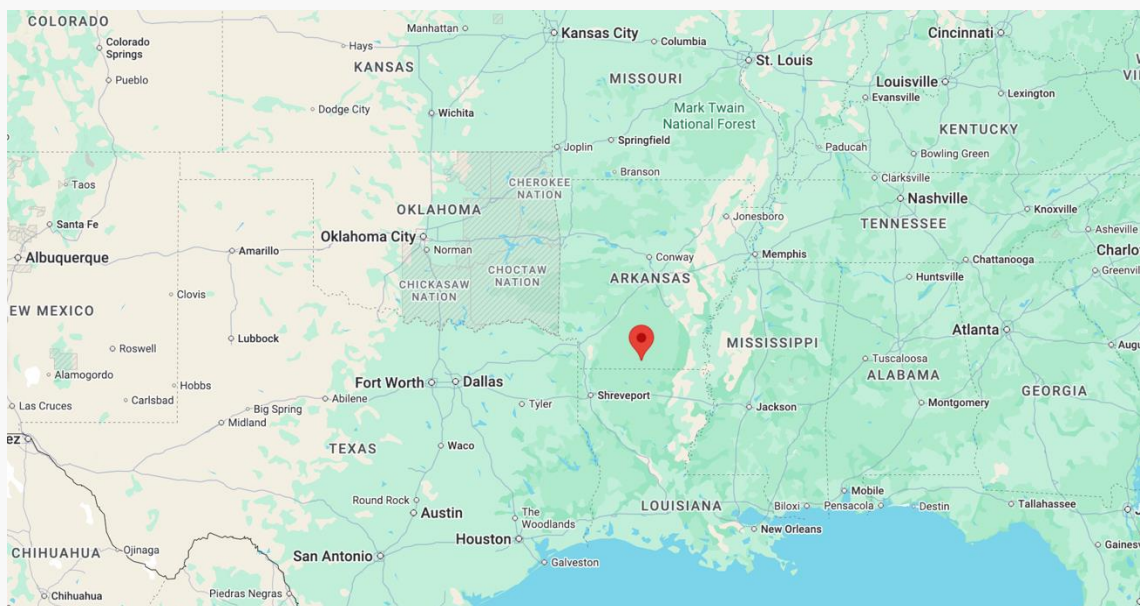 COLORADO
Colorado
Springs
Pueblo
Hays
Manhattan
KANSAS
Dodge City
Wichita
Kansas City
Columbia
MISSOURI
St. Louis
Mark Twain
National Forest
Springfield
Joplin
Branson
Cincinnati
Louisville
Evansville
Lexington
KENTUCKY
VI
Paducah
Bowling Green
Clarksville
Nashville
TENNESSEE
Knoxville
Asheville
Charlo
Greenvil
Chattanooga
Huntsville
Taos
Santa Fe
Albuquerque
EW MEXICO
Clovis
Roswell
Alamogordo
Hobbs
Carlsbad
Las Cruces
ez
Amarillo
Lubbock
Big Spring
Midland
Abilene
OKLAHOMA
Oklahoma City
Norman
CHEROKEE
NATION
CHOCTAW
NATION
CHICKASAW
NATION
Jonesboro
Conway
ARKANSAS
Memphis
MISSISSIPPI
Atlanta
Augu
Tuscaloosa
ALABAMA
Montgomery
GEORGIA
Fort Worth
Dallas
Tyler
Shreveport
Jackson
TEXAS
Waco
Round Rock
Austin
The
Woodlands
Houston
San Antonio
Galveston
LOUISIANA
Biloxi
Mobile
Pensacola
Destin
Tallahassee
New Orleans
J
Gainesv
CHIHUAHUA
Ojinaga
Chihuahua
Piedras Negras